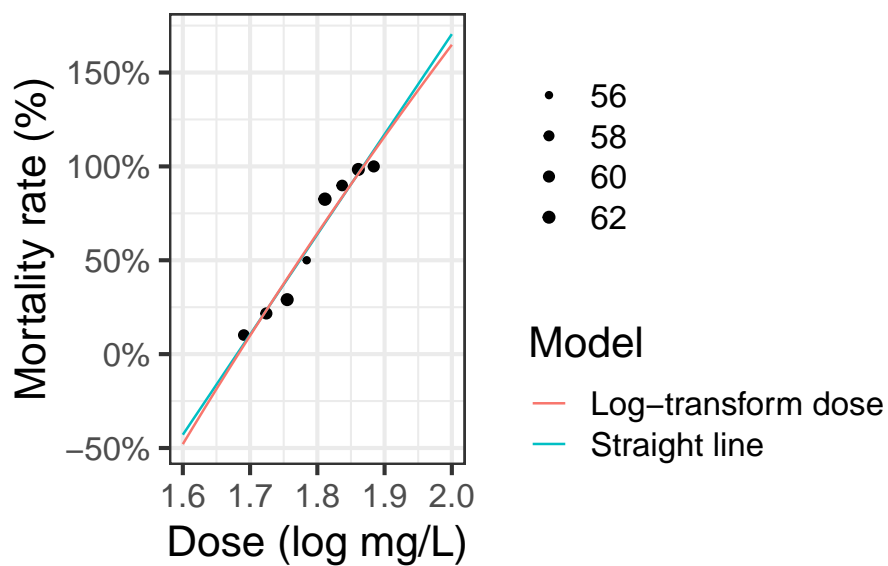 Mortality rate (%)
150%
100%
50%
0%
−50%
1.6 1.7 1.8 1.9 2.0
Dose (log mg/L)
56
58
60
62
Model
Log−transform dose
Straight line